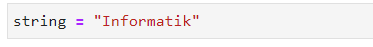 string = "Informatik"